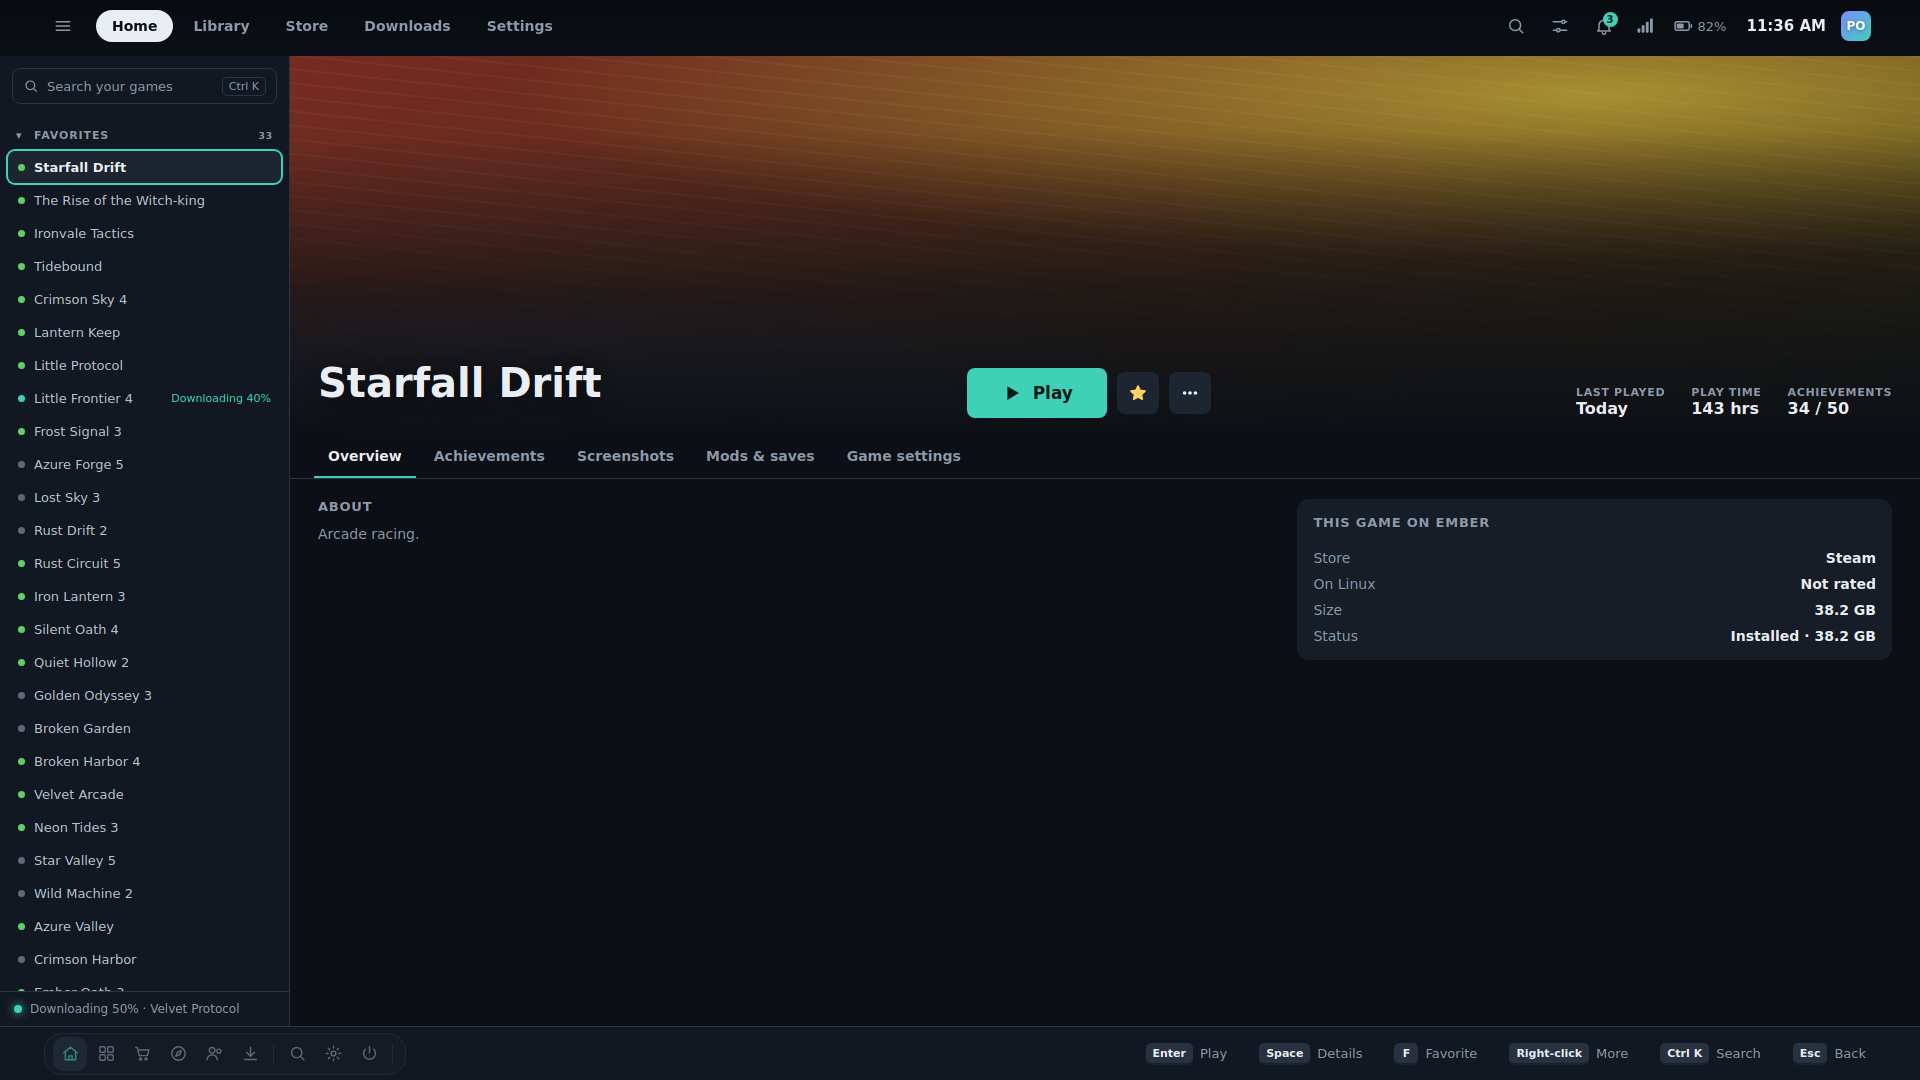 Home Library Store Downloads Settings
3
82%
11:36 AM
PO
Search your games Ctrl K
FAVORITES 33
Starfall Drift
The Rise of the Witch-king
Ironvale Tactics
Tidebound
Crimson Sky 4
Lantern Keep
Little Protocol
Little Frontier 4 Downloading 40%
Frost Signal 3
Azure Forge 5
Lost Sky 3
Rust Drift 2
Rust Circuit 5
Iron Lantern 3
Silent Oath 4
Quiet Hollow 2
Golden Odyssey 3
Broken Garden
Broken Harbor 4
Velvet Arcade
Neon Tides 3
Star Valley 5
Wild Machine 2
Azure Valley
Crimson Harbor
Downloading 50% · Velvet Protocol
Starfall Drift
Play
LAST PLAYED PLAY TIME ACHIEVEMENTS
Today 143 hrs 34 / 50
Overview Achievements Screenshots Mods & saves Game settings
ABOUT
Arcade racing.
THIS GAME ON EMBER
Store Steam
On Linux Not rated
Size 38.2 GB
Status Installed · 38.2 GB
Enter Play Space Details F Favorite Right-click More Ctrl K Search Esc Back